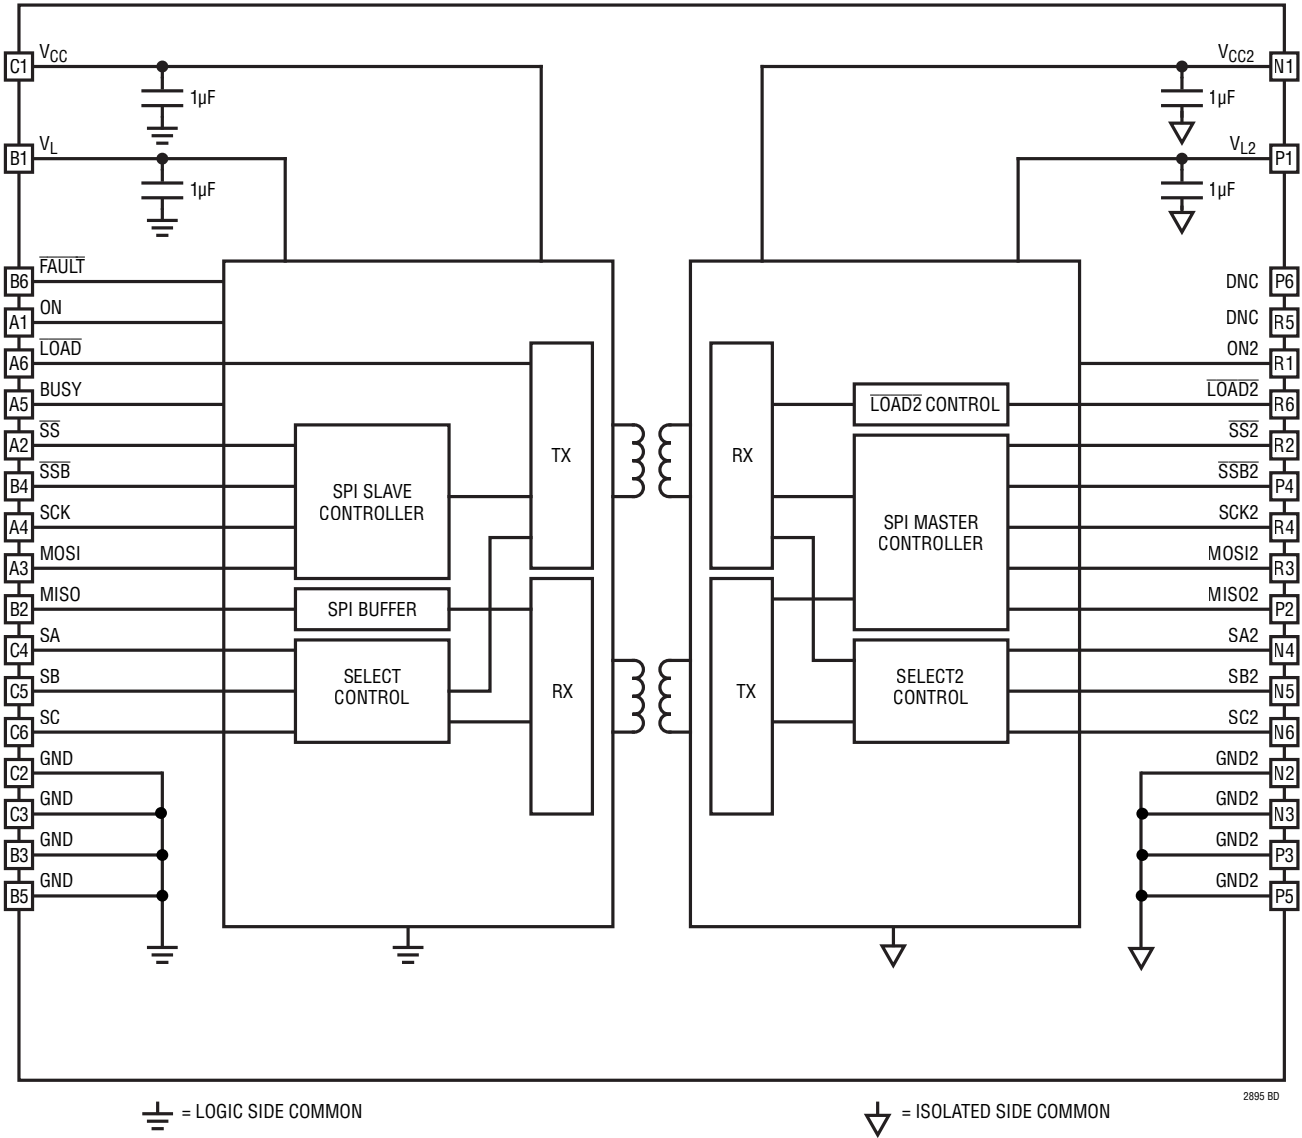 C1 VCC
1µF
B1 VL
1µF
B6 FAULT
A1 ON
A6 LOAD
A5 BUSY
A2 SS
B4 SSB
A4 SCK
A3 MOSI
B2 MISO
C4 SA
C5 SB
C6 SC
C2 GND
C3 GND
B3 GND
B5 GND
SPI SLAVE
CONTROLLER
SPI BUFFER
SELECT
CONTROL
TX
RX
RX
TX
LOAD2 CONTROL
SPI MASTER
CONTROLLER
SELECT2
CONTROL
VCC2 N1
1µF
VL2 P1
1µF
DNC P6
DNC R5
ON2 R1
LOAD2 R6
SS2 R2
SSB2 P4
SCK2 R4
MOSI2 R3
MISO2 P2
SA2 N4
SB2 N5
SC2 N6
GND2 N2
GND2 N3
GND2 P3
GND2 P5
2895 BD
= LOGIC SIDE COMMON
= ISOLATED SIDE COMMON